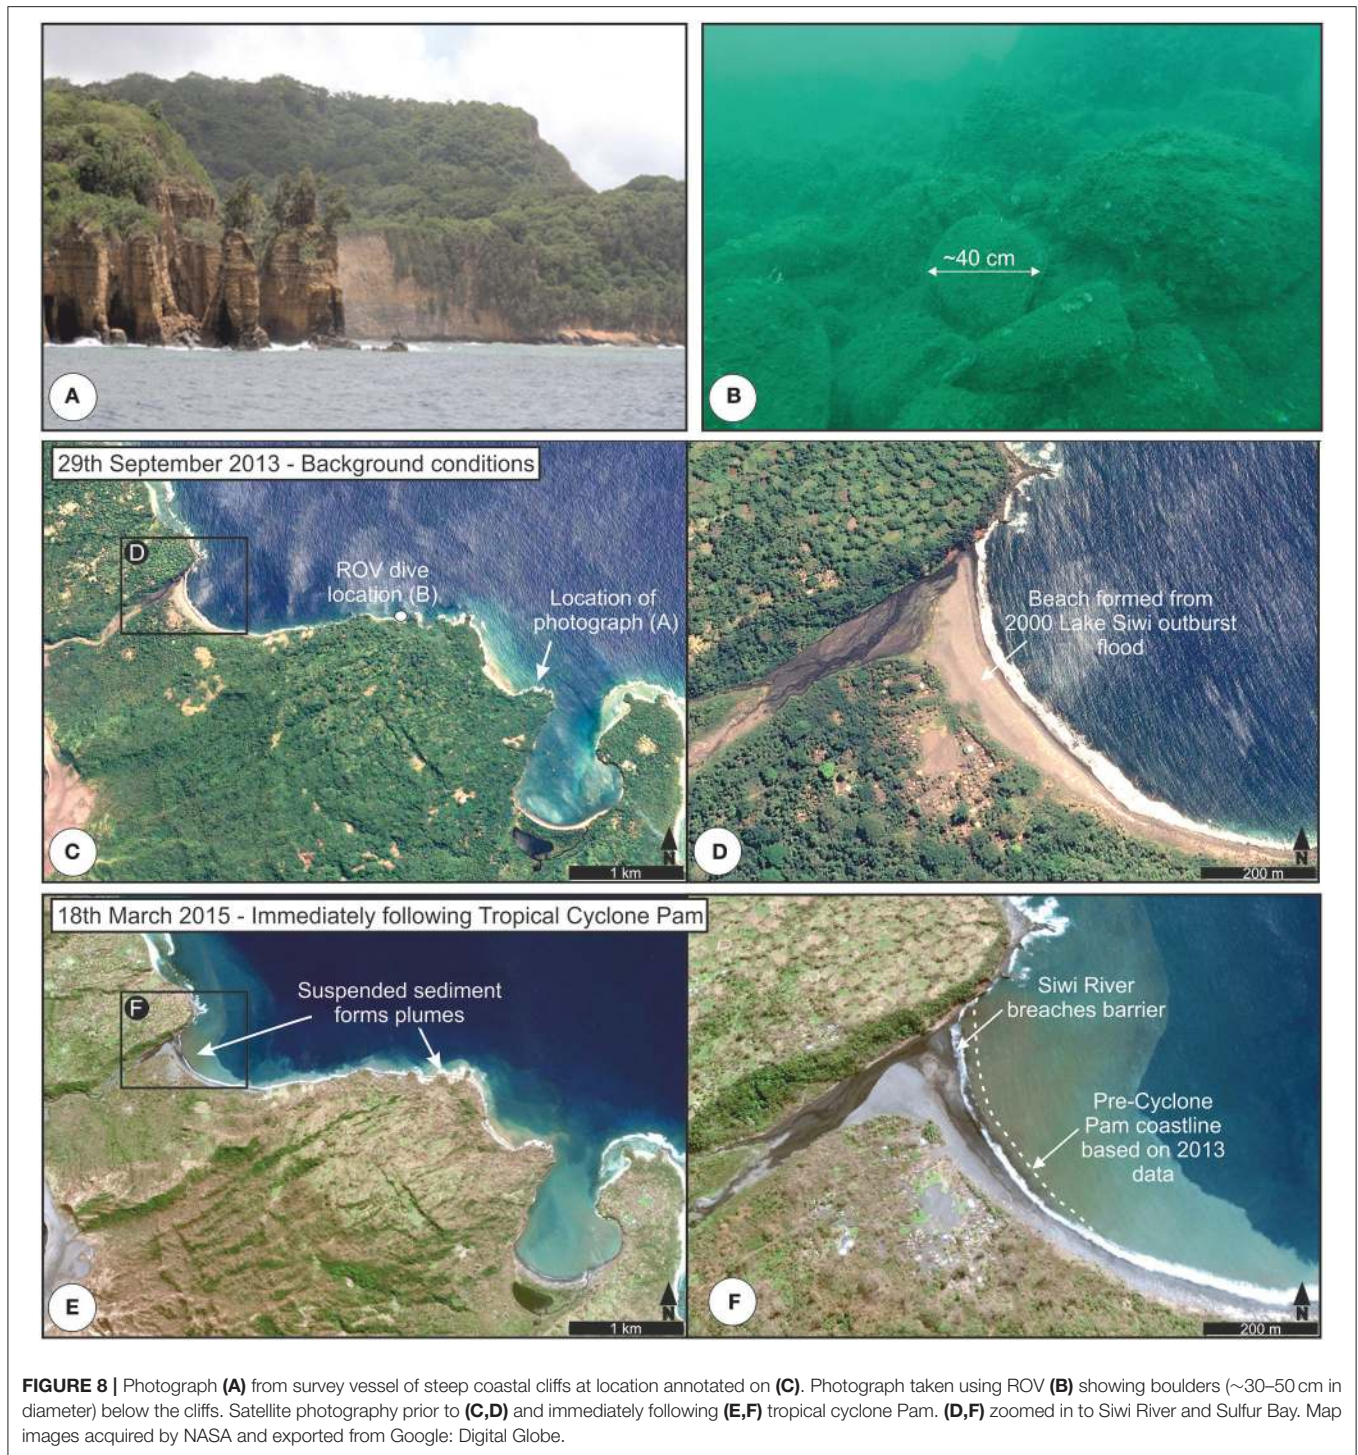 A
~40 cm
B
29th September 2013 - Background conditions
D
ROV dive
location (B)
Location of
photograph (A)
C
N
1 km
Beach formed from
2000 Lake Siwi outburst
flood
D
N
200 m
18th March 2015 - Immediately following Tropical Cyclone Pam
F
Suspended sediment
forms plumes
E
N
1 km
Siwi River
breaches barrier
Pre-Cyclone
Pam coastline
based on 2013
data
F
N
200 m
FIGURE 8 | Photograph (A) from survey vessel of steep coastal cliffs at location annotated on (C). Photograph taken using ROV (B) showing boulders (∼30–50 cm in
diameter) below the cliffs. Satellite photography prior to (C,D) and immediately following (E,F) tropical cyclone Pam. (D,F) zoomed in to Siwi River and Sulfur Bay. Map
images acquired by NASA and exported from Google: Digital Globe.